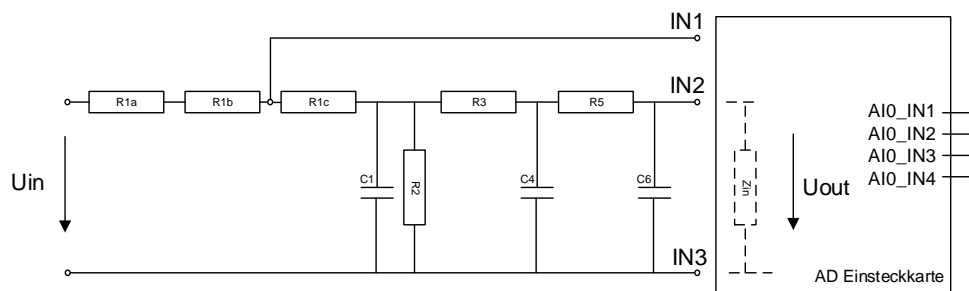 IN1
IN2
R1a
R1b
R1c
R3
R5
AI0_IN1
AI0_IN2
AI0_IN3
AI0_IN4
Uin
C1
R2
C4
C6
Zin
Uout
IN3
AD Einsteckkarte